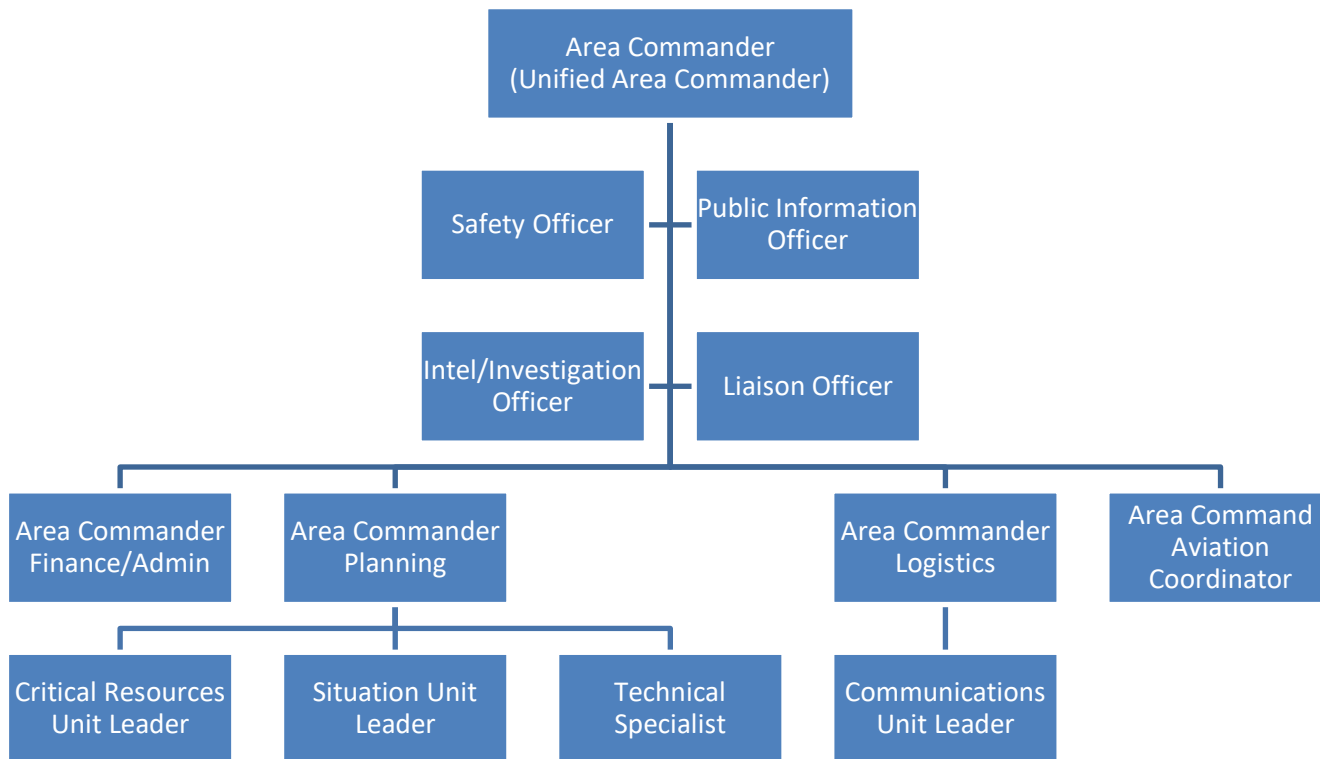 Area Commander
(Unified Area Commander)
Safety Officer
Public Information
Officer
Intel/Investigation
Officer
Liaison Officer
Area Commander
Finance/Admin
Area Commander
Planning
Area Commander
Logistics
Area Command
Aviation
Coordinator
Critical Resources
Unit Leader
Situation Unit
Leader
Technical
Specialist
Communications
Unit Leader